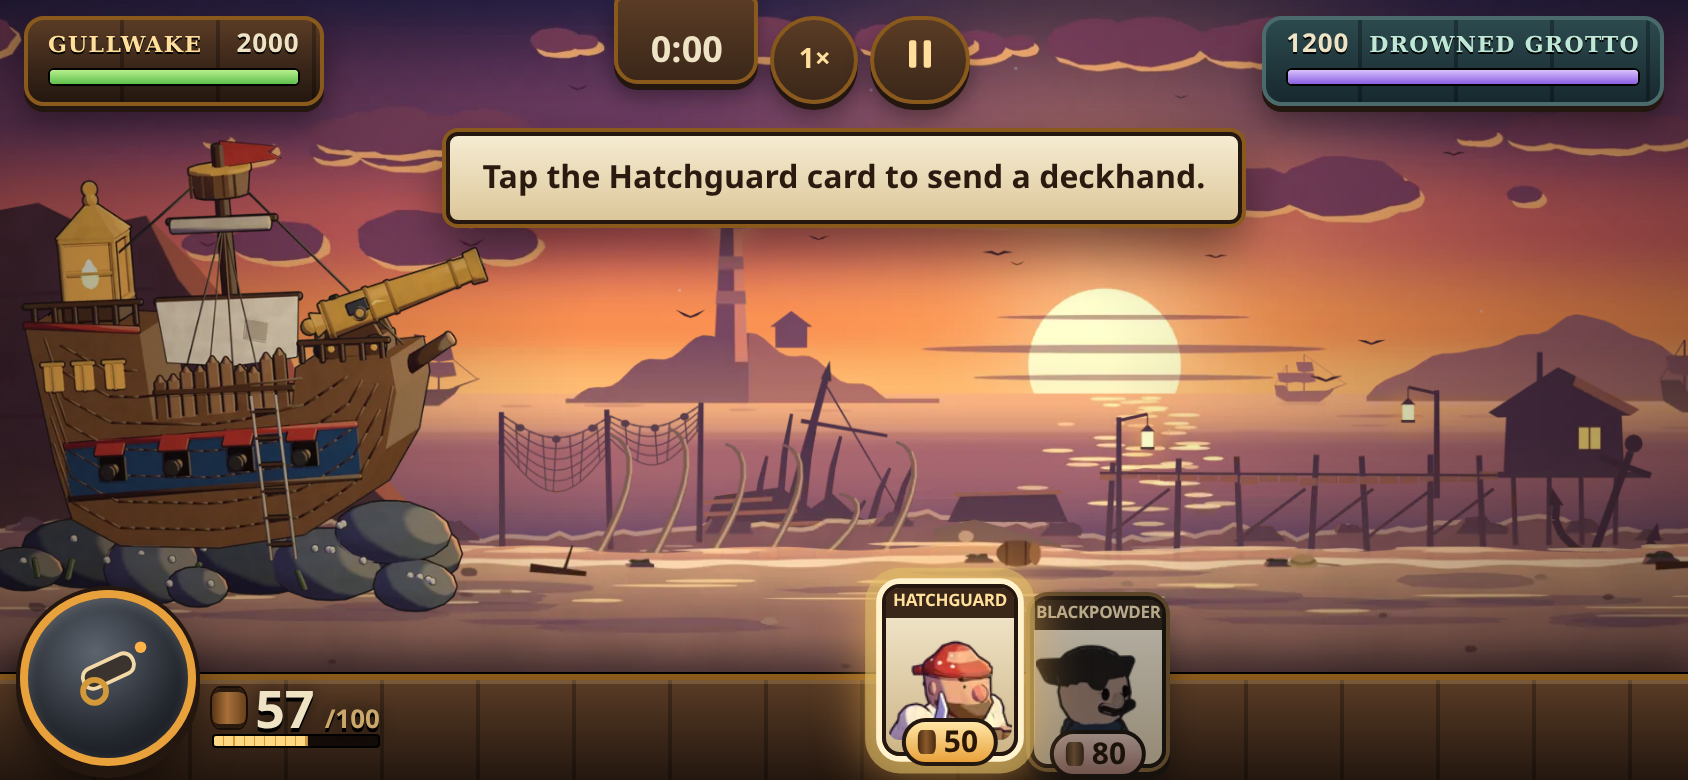 GULLWAKE 2000
0:00
1×
1200 DROWNED GROTTO
Tap the Hatchguard card to send a deckhand.
HATCHGUARD
BLACKPOWDER
57 /100
50
80